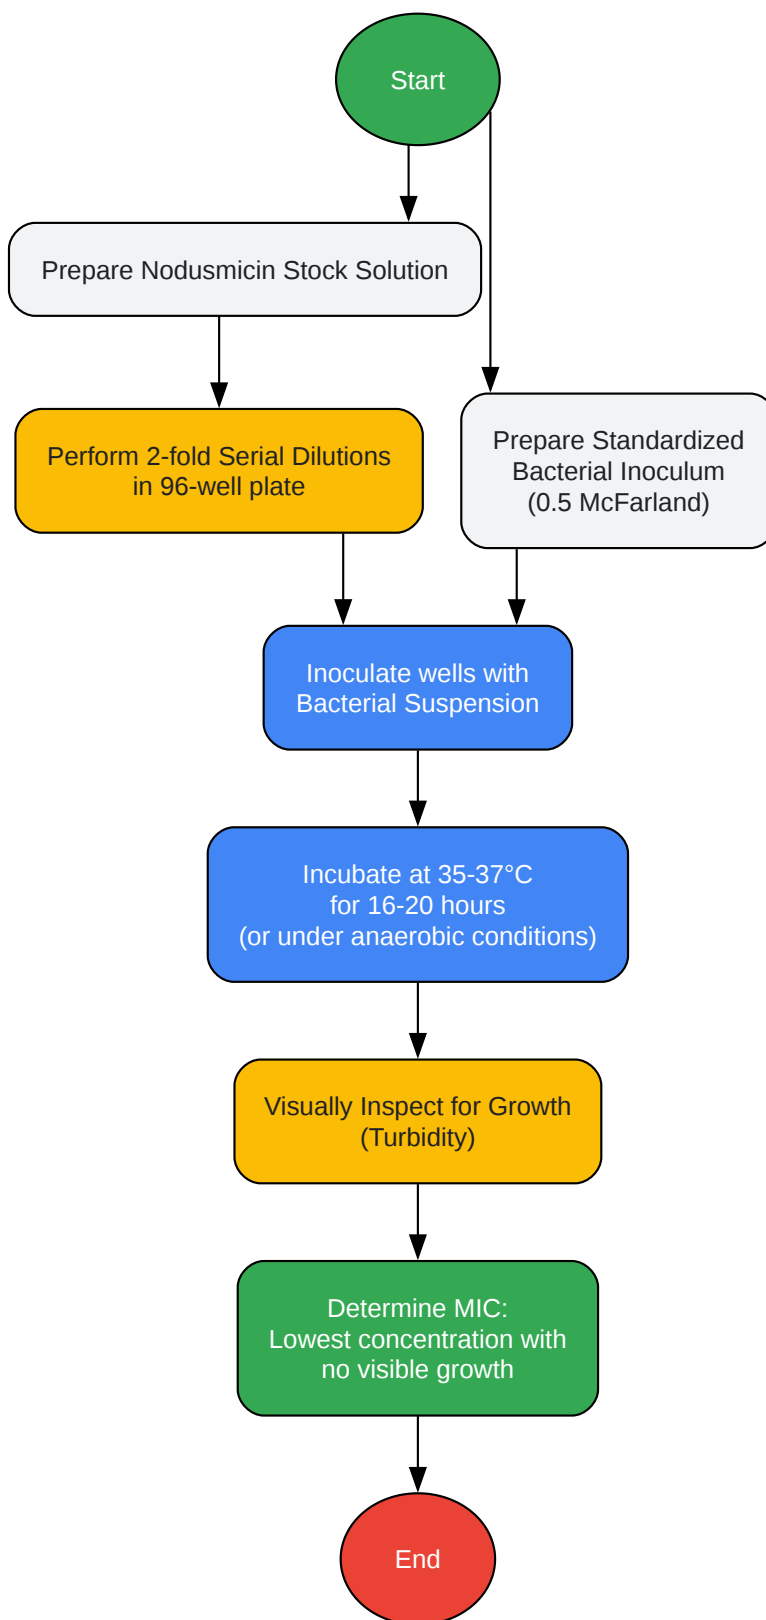 Start
Prepare Nodusmicin Stock Solution
Perform 2-fold Serial Dilutions
in 96-well plate
Prepare Standardized
Bacterial Inoculum
(0.5 McFarland)
Inoculate wells with
Bacterial Suspension
Incubate at 35-37°C
for 16-20 hours
(or under anaerobic conditions)
Visually Inspect for Growth
(Turbidity)
Determine MIC:
Lowest concentration with
no visible growth
End